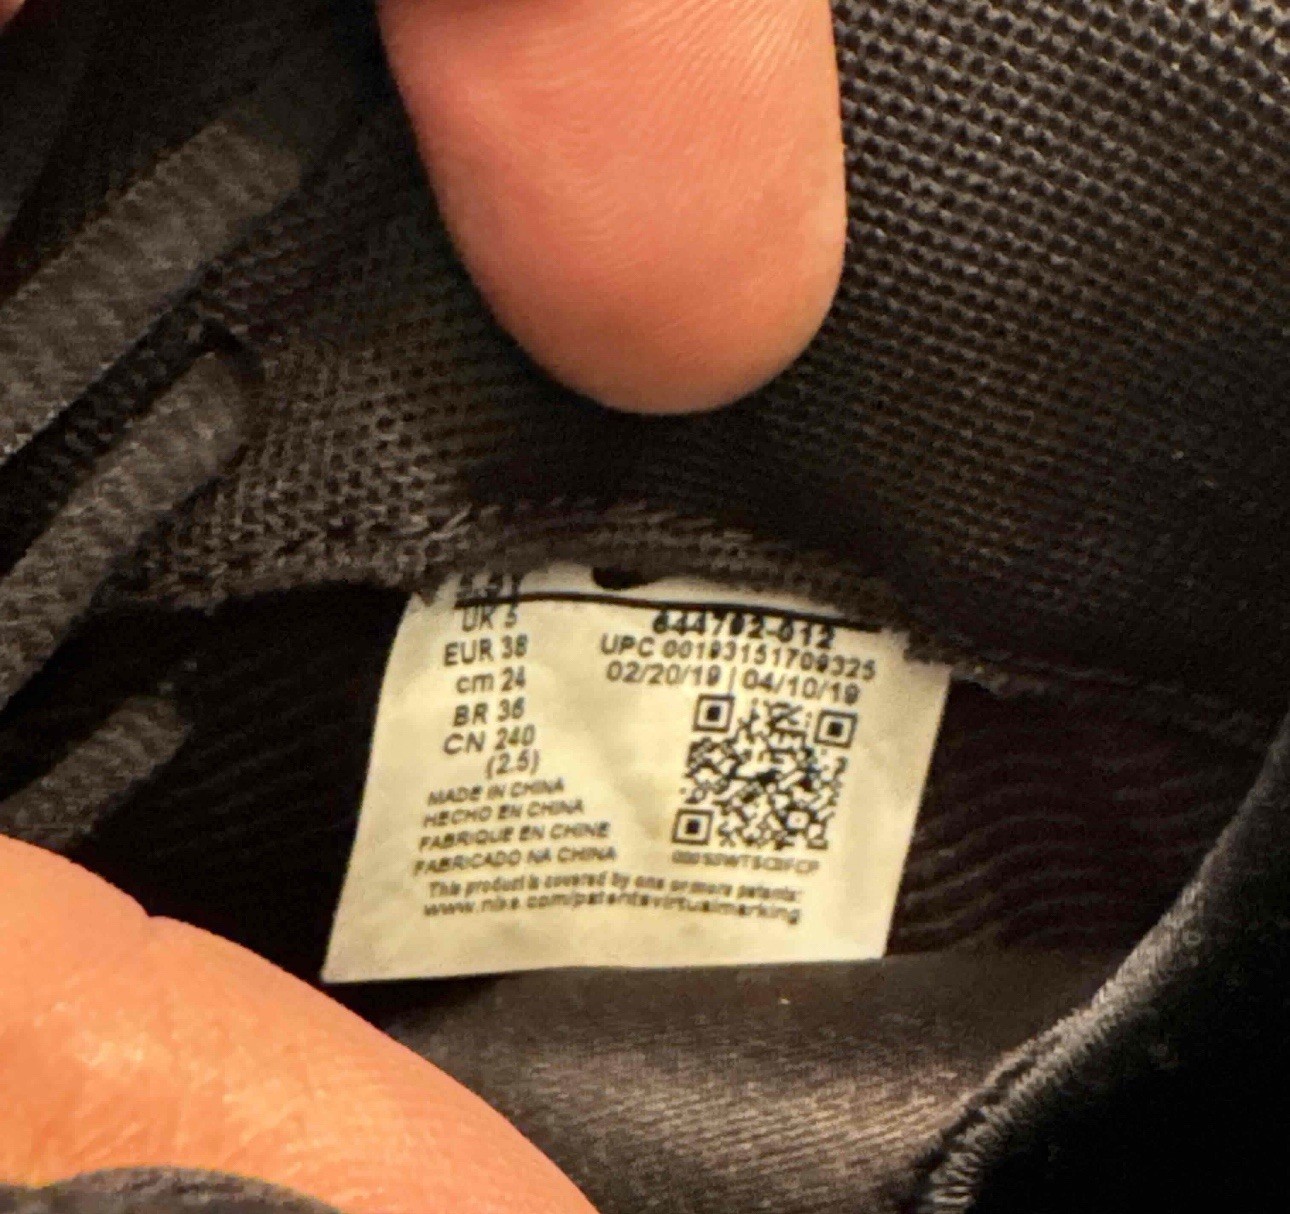 UK 5
EUR 38
cm 24
BR 36
CN 240
(2.5)
644792-012
UPC 00193151709325
02/20/19 | 04/10/19
MADE IN CHINA
HECHO EN CHINA
FABRIQUE EN CHINE
FABRICADO NA CHINA
This product is covered by one or more patents:
www.nike.com/patentsvirtualmarking